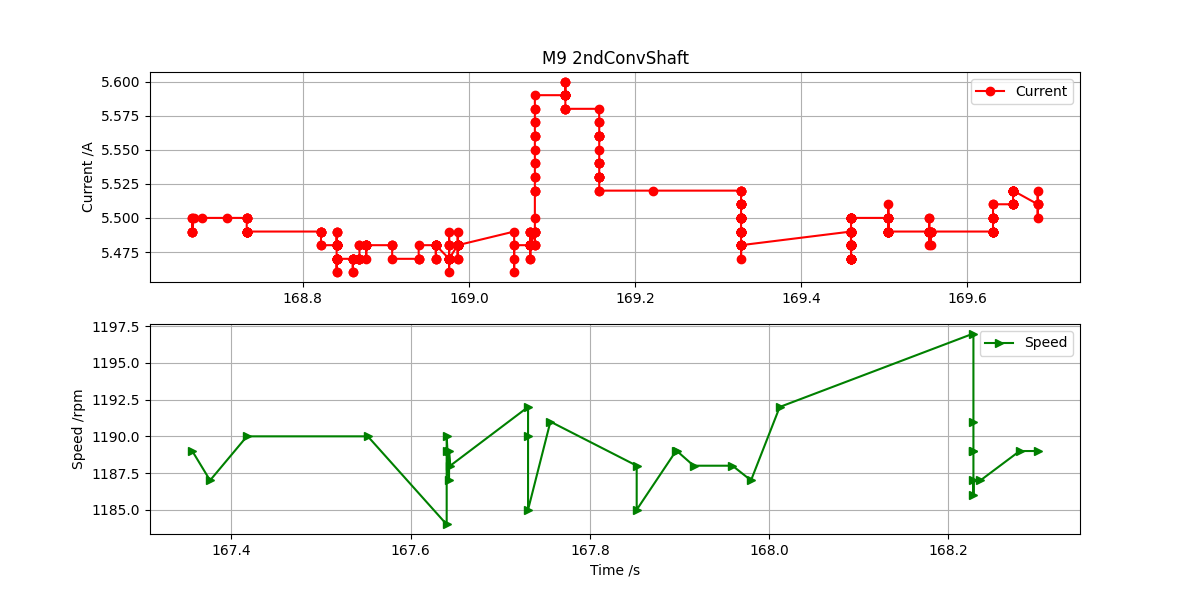 M9 2ndConvShaft
Current /A
5.600
5.575
5.550
5.525
5.500
5.475
Current
168.8 169.0 169.2 169.4 169.6
Speed /rpm
1197.5
1195.0
1192.5
1190.0
1187.5
1185.0
Speed
167.4 167.6 167.8 168.0 168.2
Time /s